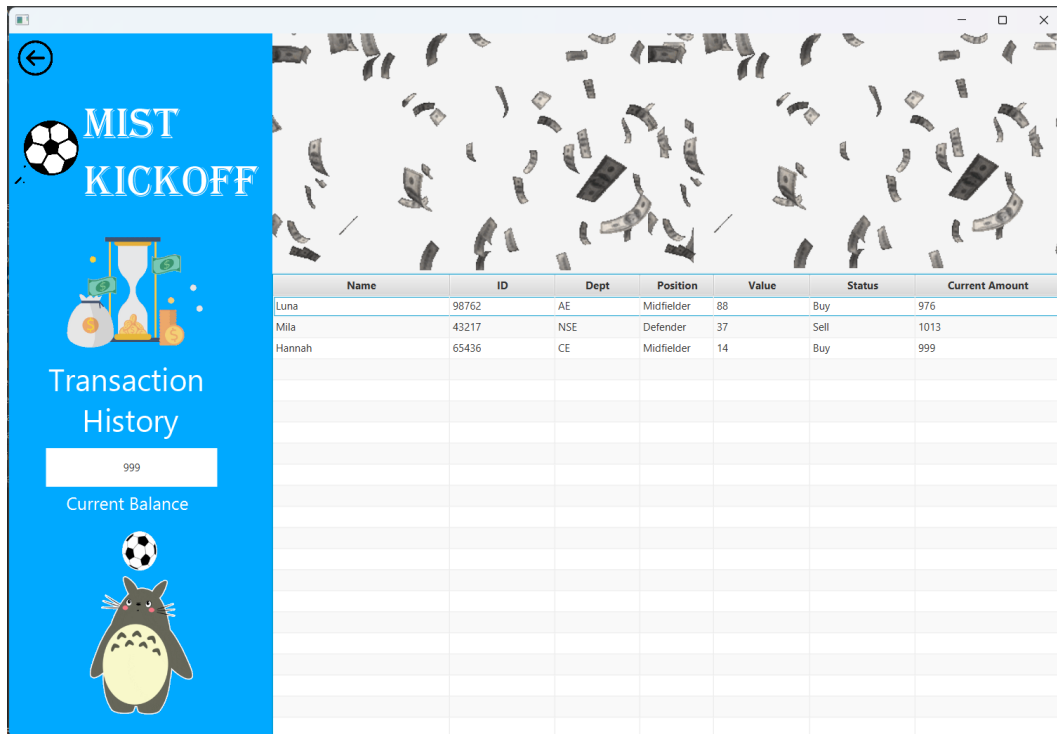 MIST
KICKOFF
Transaction
History
999
Current Balance
Name ID Dept Position Value Status Current Amount
Luna 98762 AE Midfielder 88 Buy 976
Mila 43217 NSE Defender 37 Sell 1013
Hannah 65436 CE Midfielder 14 Buy 999